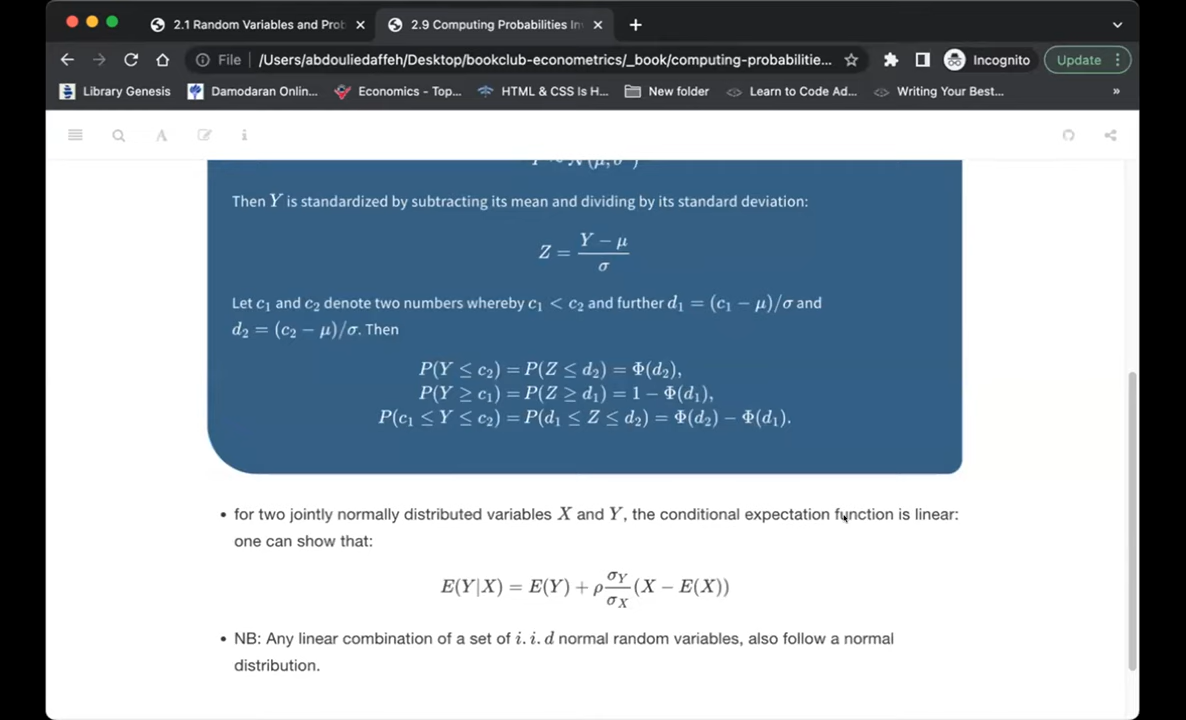 2.1 Random Variables and Prob
2.9 Computing Probabilities In
File /Users/abdouliedaffeh/Desktop/bookclub-econometrics/_book/computing-probabilitie...
Incognito
Update
Library Genesis
Damodaran Onlin...
Economics - Top...
HTML & CSS Is H...
New folder
Learn to Code Ad...
Writing Your Best...
»
Then Y is standardized by subtracting its mean and dividing by its standard deviation:
Z = \frac{Y − μ}{σ}
Let c₁ and c₂ denote two numbers whereby c₁ < c₂ and further d₁ = (c₁ − μ)/σ and
d₂ = (c₂ − μ)/σ. Then
P(Y ≤ c₂) = P(Z ≤ d₂) = Φ(d₂),
P(Y ≥ c₁) = P(Z ≥ d₁) = 1 − Φ(d₁),
P(c₁ ≤ Y ≤ c₂) = P(d₁ ≤ Z ≤ d₂) = Φ(d₂) − Φ(d₁).
• for two jointly normally distributed variables X and Y, the conditional expectation function is linear:
one can show that:
E(Y|X) = E(Y) + ρ\frac{σ_Y}{σ_X}(X − E(X))
• NB: Any linear combination of a set of i.i.d normal random variables, also follow a normal
distribution.